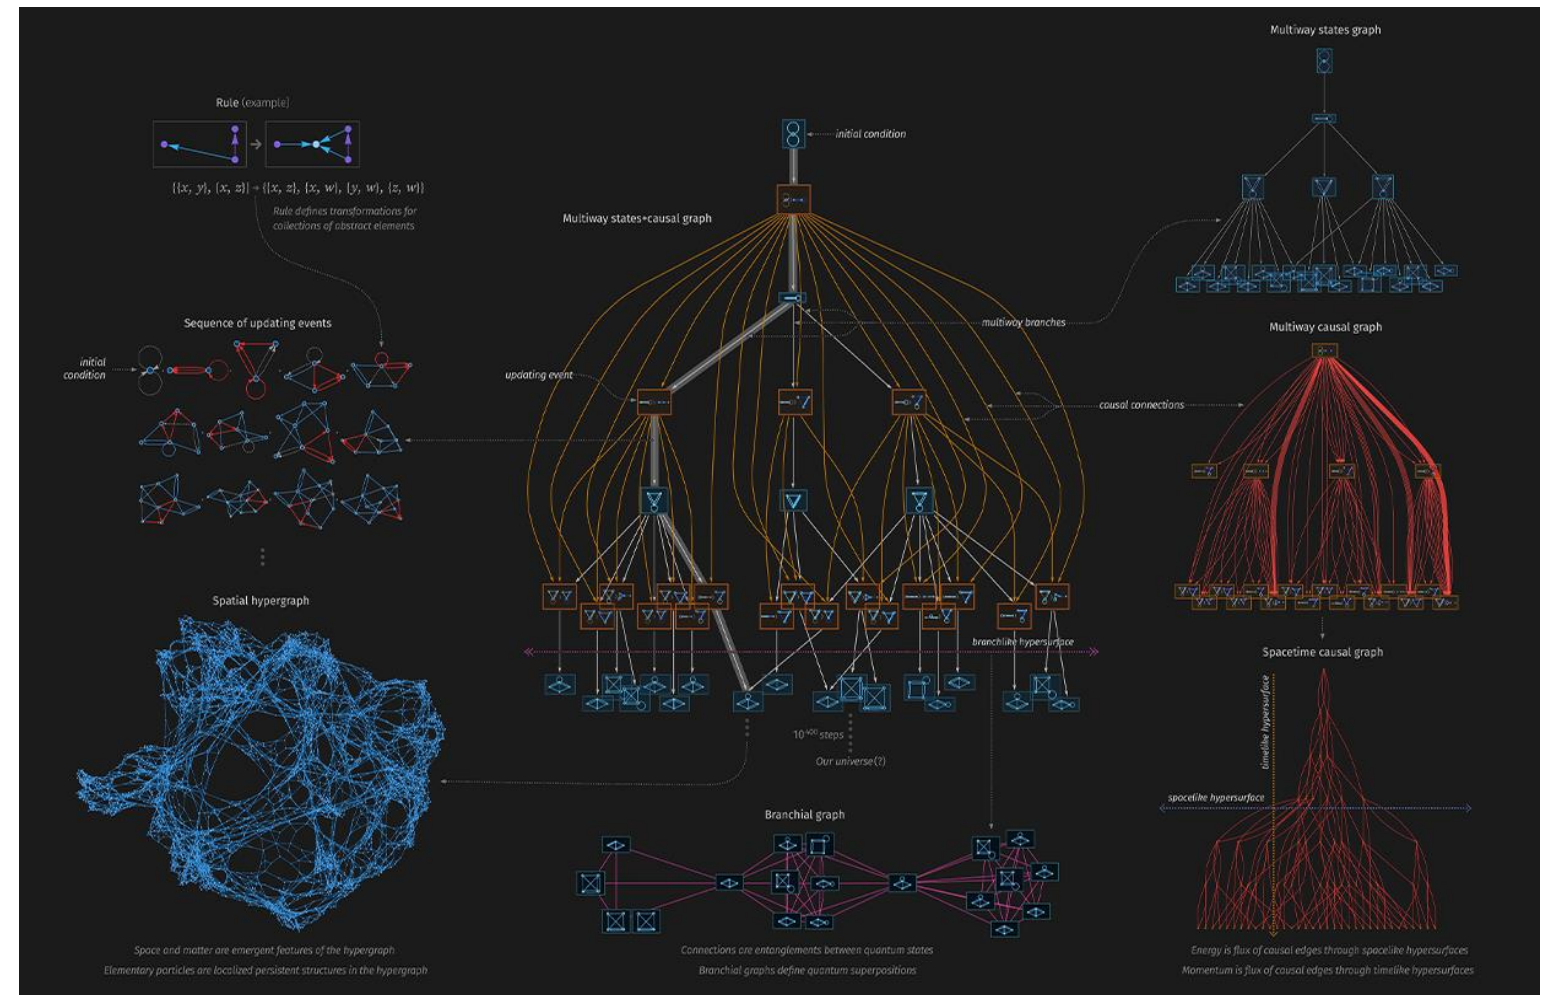 Multiway states graph
Rule (example)
initial condition
{{x, y}, {x, z}} → {{x, z}, {x, w}, {y, w}, {z, w}}
Rule defines transformations for
collections of abstract elements
Multiway states+causal graph
Sequence of updating events
initial
condition
multiway branches
Multiway causal graph
updating event
causal connections
Spatial hypergraph
branchlike hypersurface
Spacetime causal graph
timelike hypersurface
10^400 steps
Our universe(?)
spacelike hypersurface
Branchial graph
Space and matter are emergent features of the hypergraph
Elementary particles are localized persistent structures in the hypergraph
Connections are entanglements between quantum states
Branchial graphs define quantum superpositions
Energy is flux of causal edges through spacelike hypersurfaces
Momentum is flux of causal edges through timelike hypersurfaces